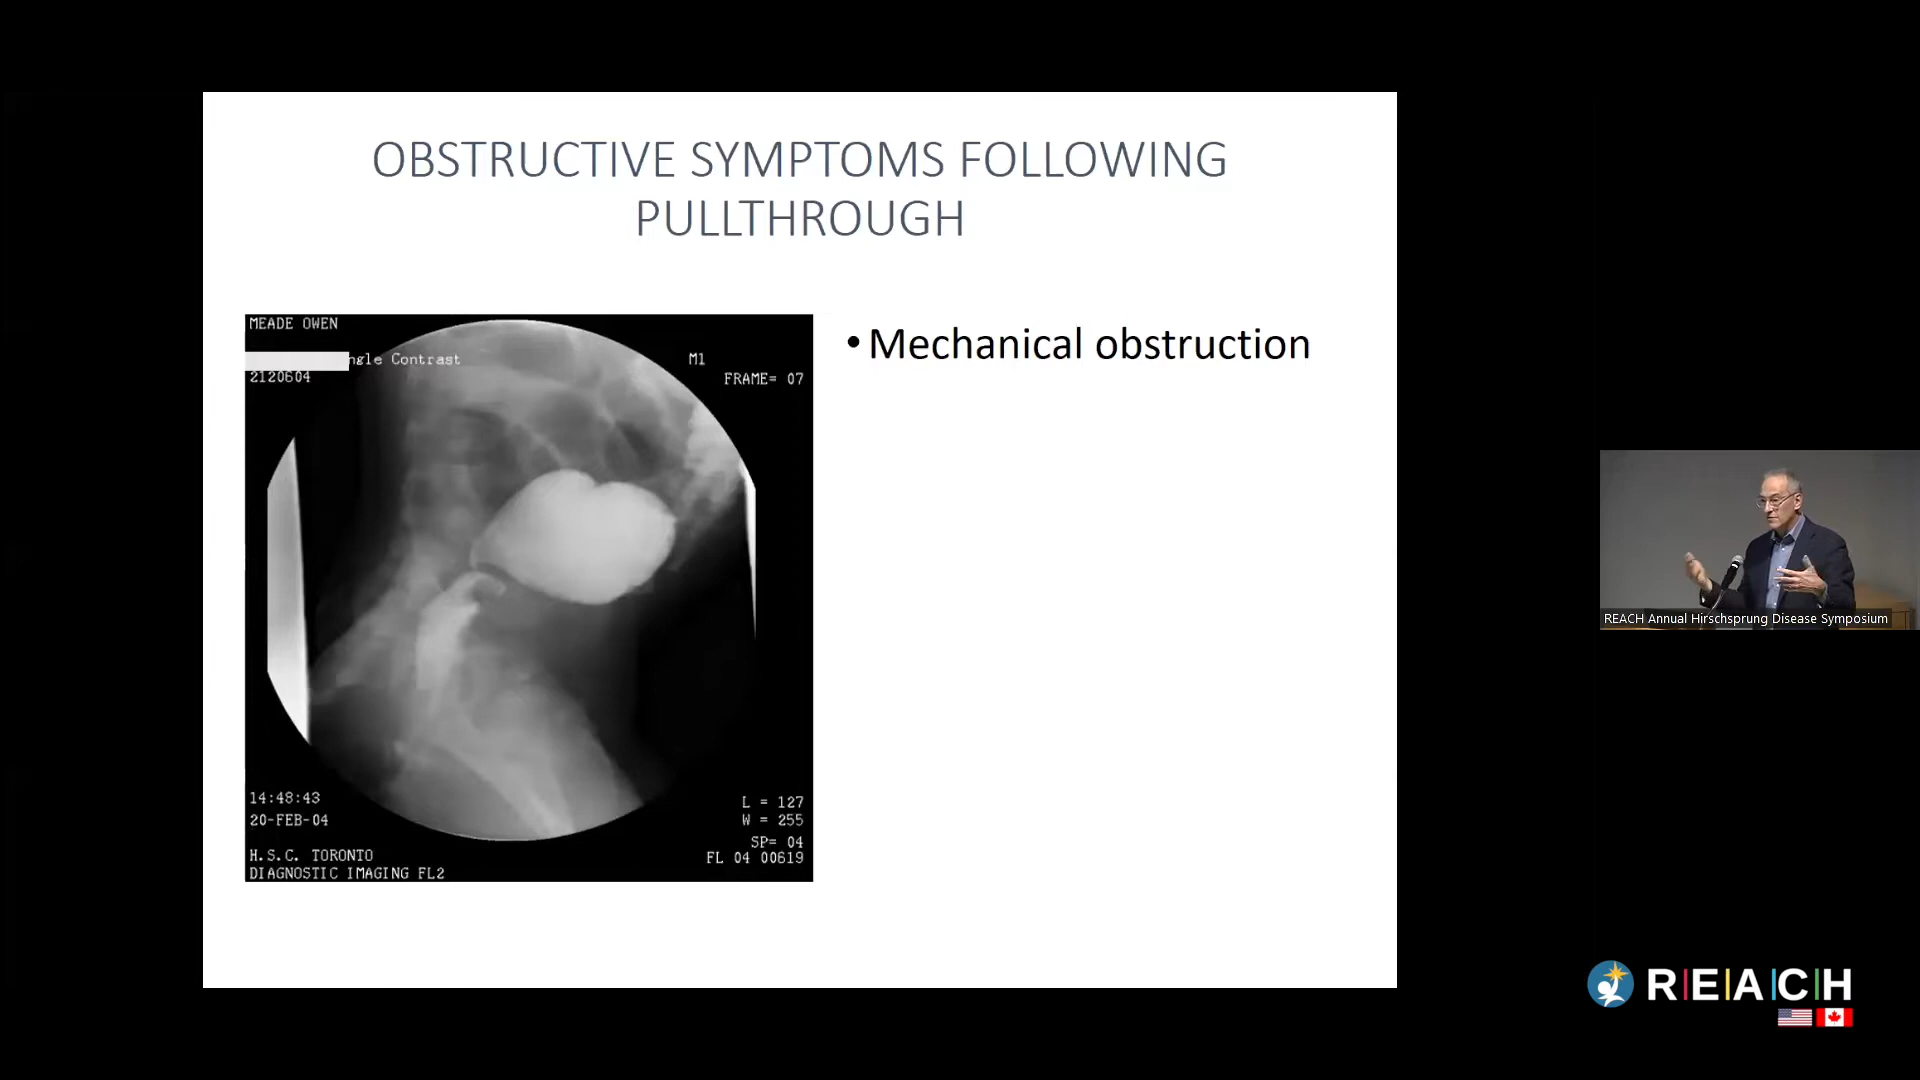 OBSTRUCTIVE SYMPTOMS FOLLOWING
PULLTHROUGH
MEADE OWEN
ngle Contrast
M1
2120604
FRAME= 07
• Mechanical obstruction
14:48:43
20-FEB-04
H.S.C. TORONTO
DIAGNOSTIC IMAGING FL2
L = 127
W = 255
SP= 04
FL 04 00619
REACH Annual Hirschsprung Disease Symposium
R|E|A|C|H